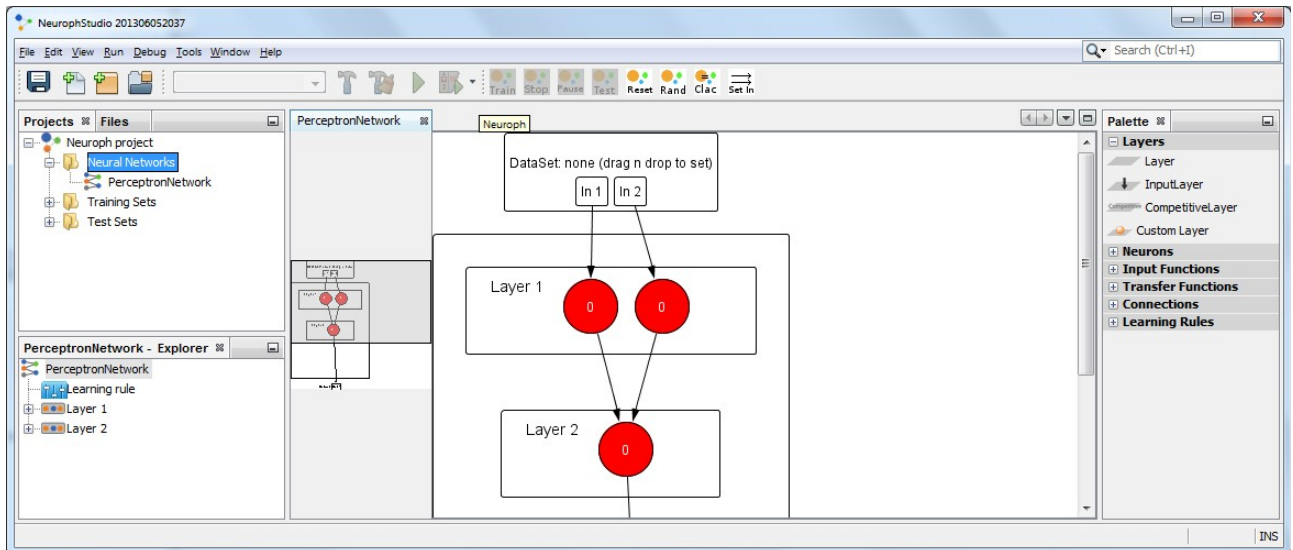 NeurophStudio 201306052037
File Edit View Run Debug Tools Window Help
Search (Ctrl+I)
Train Stop Pause Test Reset Rand Clac Set In
Projects Files
Neuroph project
Neural Networks
PerceptronNetwork
Training Sets
Test Sets
PerceptronNetwork - Explorer
PerceptronNetwork
Learning rule
Layer 1
Layer 2
PerceptronNetwork
Neuroph
DataSet: none (drag n drop to set)
In 1 In 2
Layer 1
0 0
Layer 2
0
Palette
Layers
Layer
InputLayer
CompetitiveLayer
Custom Layer
Neurons
Input Functions
Transfer Functions
Connections
Learning Rules
INS